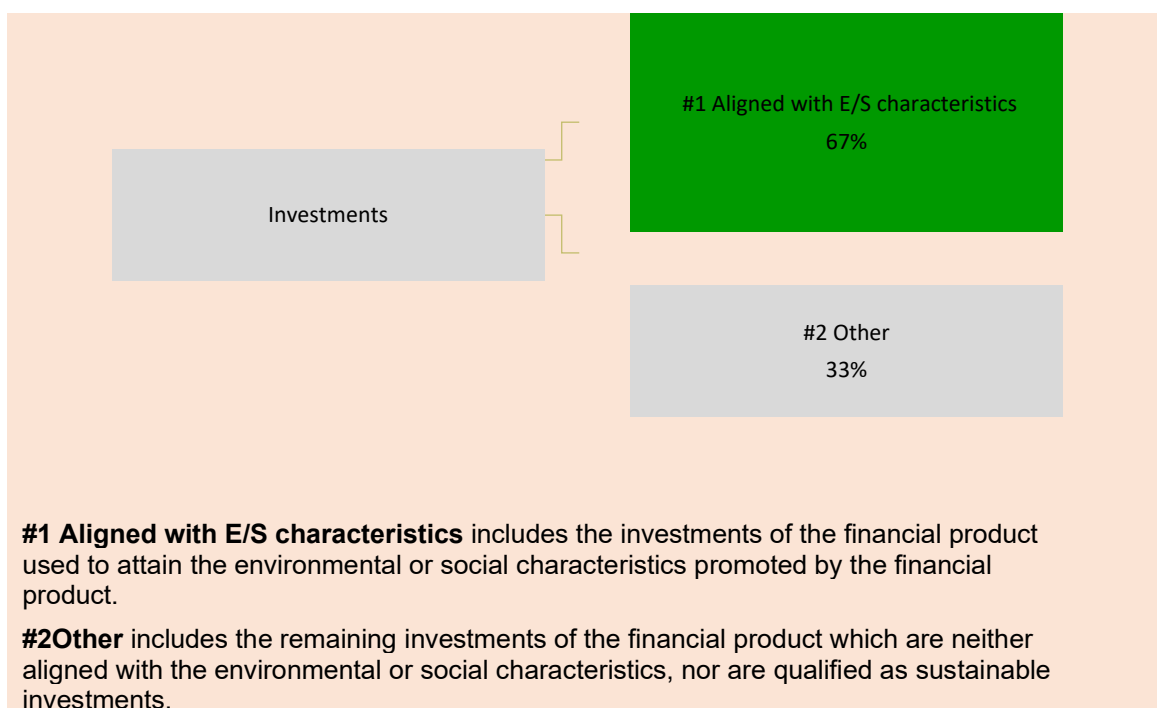 #1 Aligned with E/S characteristics
67%
Investments
#2 Other
33%
#1 Aligned with E/S characteristics includes the investments of the financial product
used to attain the environmental or social characteristics promoted by the financial
product.
#2Other includes the remaining investments of the financial product which are neither
aligned with the environmental or social characteristics, nor are qualified as sustainable
investments.